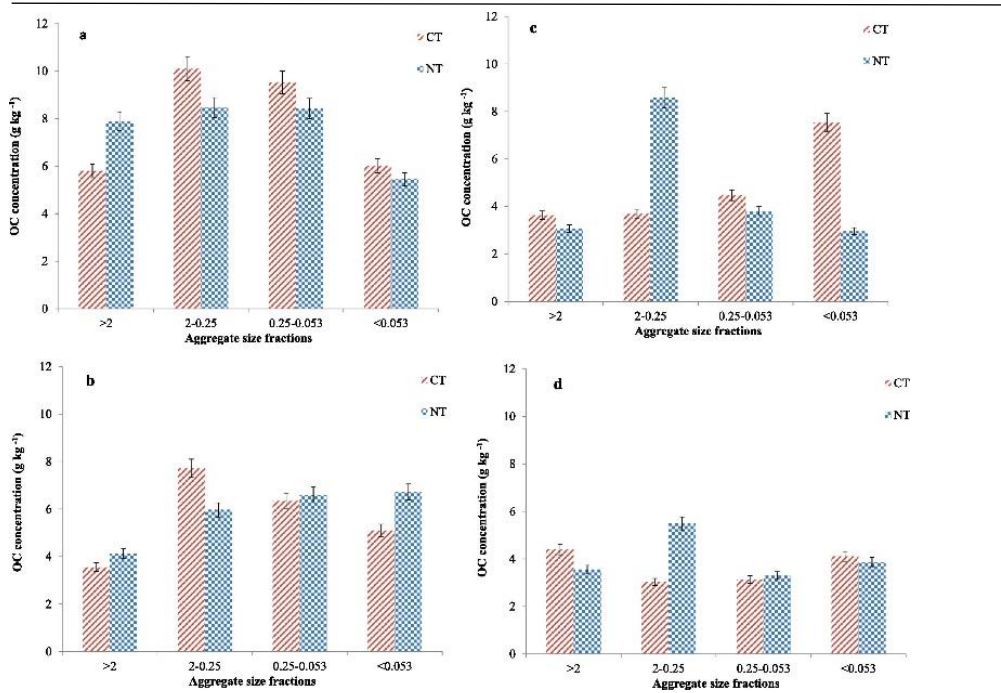 12
10
8
6
4
2
0
OC concentration (g kg⁻¹)
a
CT
NT
>2
2-0.25
0.25-0.053
<0.053
Aggregate size fractions
12
10
8
6
4
2
0
OC concentration (g kg⁻¹)
c
CT
NT
>2
2-0.25
0.25-0.053
<0.053
Aggregate size fractions
12
10
8
6
4
2
0
OC concentration (g kg⁻¹)
b
CT
NT
>2
2-0.25
0.25-0.053
<0.053
Aggregate size fractions
12
10
8
6
4
2
0
OC concentration (g kg⁻¹)
d
CT
NT
>2
2-0.25
0.25-0.053
<0.053
Aggregate size fractions